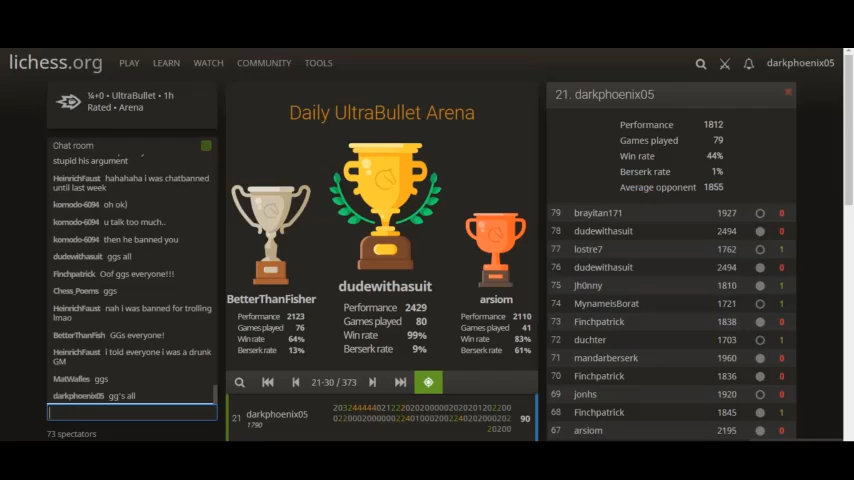 lichess.org PLAY LEARN WATCH COMMUNITY TOOLS darkphoenix05
¼+0 • UltraBullet • 1h
Rated • Arena
Chat room
stupid his argument
HeinrichFaust hahahaha i was chatbanned
until last week
komodo-6094 oh ok)
komodo-6094 u talk too much..
komodo-6094 then he banned you
dudewithasuit ggs all
Finchpatrick Oof ggs everyone!!!
Chess_Poems ggs
HeinrichFaust nah i was banned for trolling
lmao
BetterThanFish GGs everyone!
HeinrichFaust i told everyone i was a drunk
GM
MatWafles ggs
darkphoenix05 gg's all
73 spectators
Daily UltraBullet Arena
BetterThanFisher
Performance 2123
Games played 76
Win rate 64%
Berserk rate 13%
dudewithasuit
Performance 2429
Games played 80
Win rate 99%
Berserk rate 9%
arsiom
Performance 2110
Games played 41
Win rate 83%
Berserk rate 61%
21-30 / 373
21 darkphoenix05 90
1790
21. darkphoenix05
Performance 1812
Games played 79
Win rate 44%
Berserk rate 1%
Average opponent 1855
79 brayitan171 1927 0
78 dudewithasuit 2494 0
77 lostre7 1762 1
76 dudewithasuit 2494 0
75 Jh0nny 1810 1
74 MynameisBorat 1721 1
73 Finchpatrick 1838 0
72 duchter 1703 1
71 mandarberserk 1960 0
70 Finchpatrick 1836 0
69 jonhs 1920 0
68 Finchpatrick 1845 1
67 arsiom 2195 0